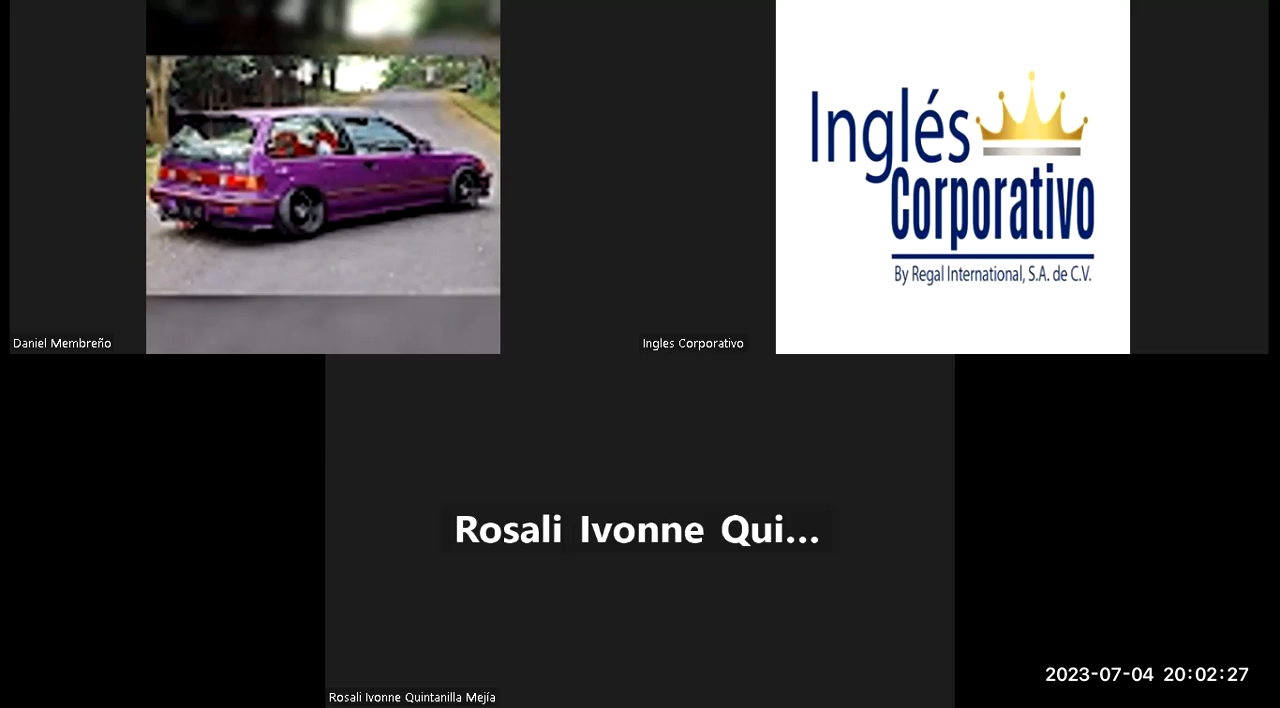 Inglés
Corporativo
By Regal International, S.A. de C.V.
Daniel Membreño
Ingles Corporativo
Rosali Ivonne Qui...
2023-07-04 20:02:27
Rosali Ivonne Quintanilla Mejía